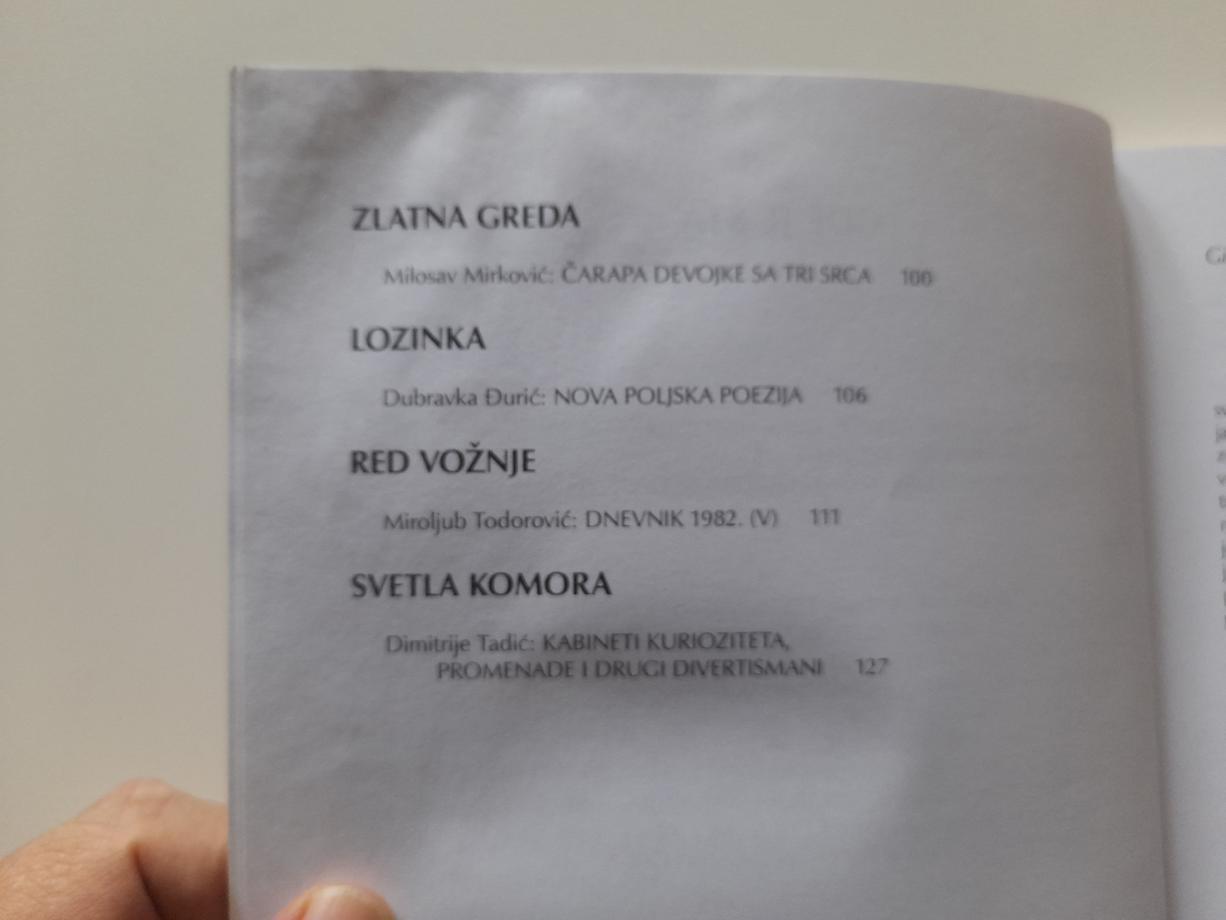 ZLATNA GREDA
Milosav Mirković: ČARAPA DEVOJKE SA TRI SRCA 100
LOZINKA
Dubravka Đurić: NOVA POLJSKA POEZIJA 106
RED VOŽNJE
Miroljub Todorović: DNEVNIK 1982. (V) 111
SVETLA KOMORA
Dimitrije Tadić: KABINETI KURIOZITETA,
PROMENADE I DRUGI DIVERTISMANI 127